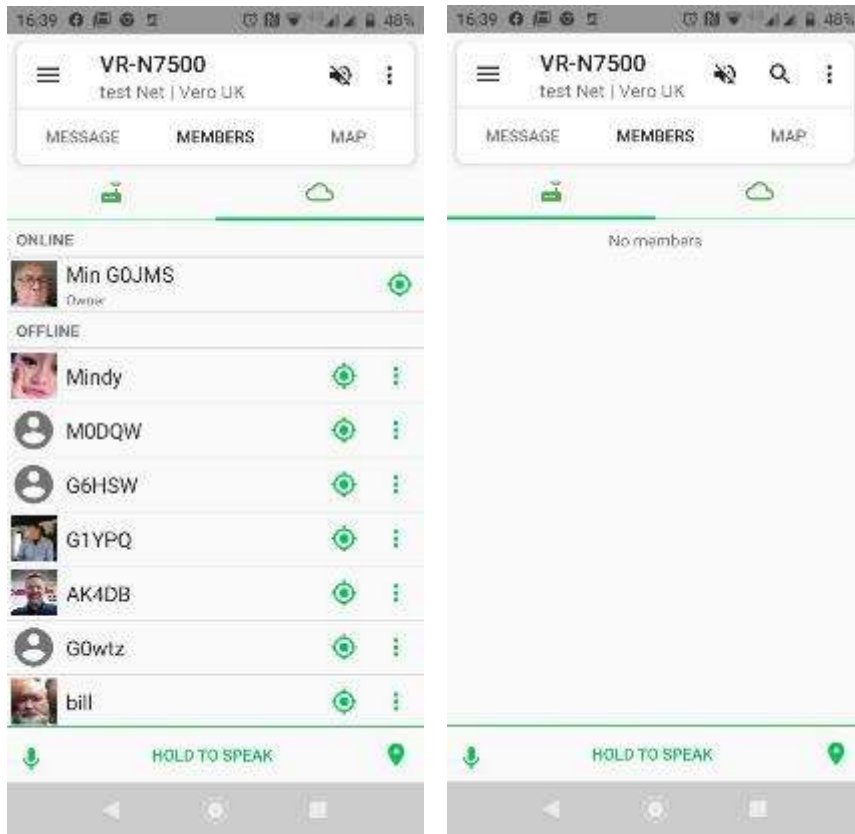 16:39 48%
VR-N7500
test Net | Vero UK
MESSAGE MEMBERS MAP
ONLINE
Min G0JMS
Owner
OFFLINE
Mindy
M0DQW
G6HSW
G1YPQ
AK4DB
G0wtz
bill
HOLD TO SPEAK
16:39 48%
VR-N7500
test Net | Vero UK
MESSAGE MEMBERS MAP
No members
HOLD TO SPEAK